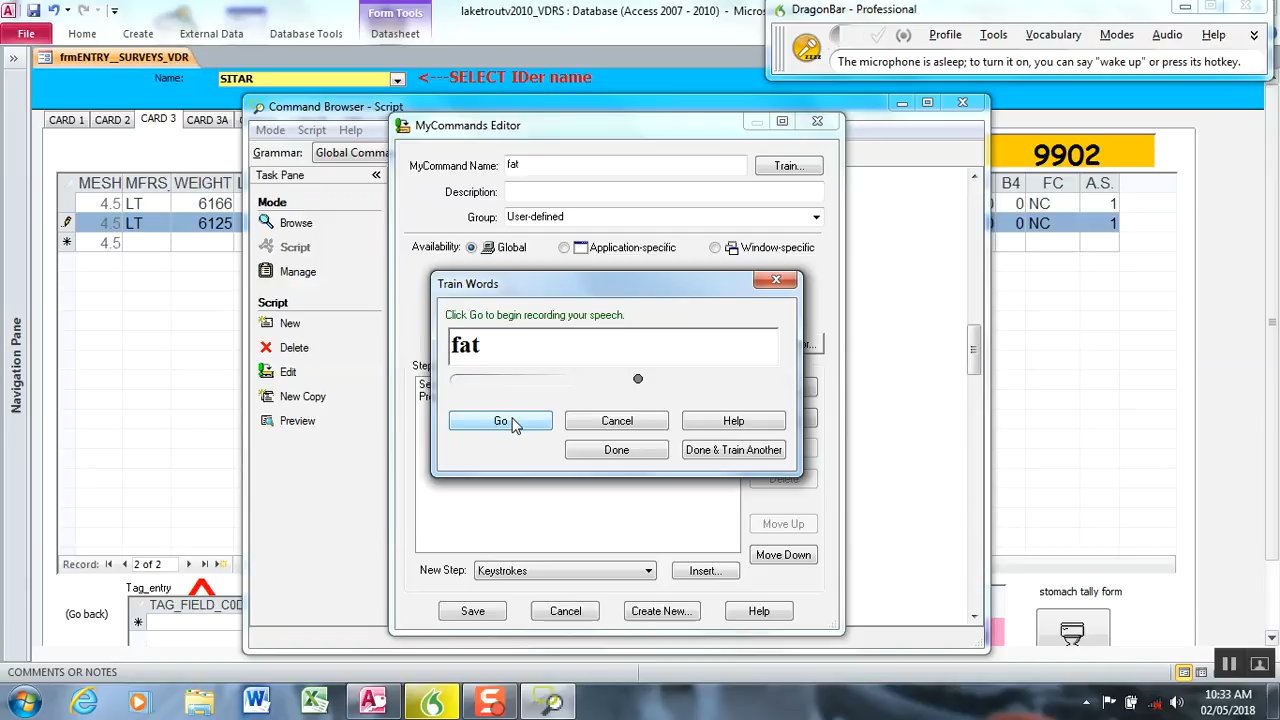 laketroutv2010_VDRS : Database (Access 2007 - 2010) - Microso
Form Tools
File Home Create External Data Database Tools Datasheet
DragonBar - Professional
Profile Tools Vocabulary Modes Audio Help
The microphone is asleep; to turn it on, you can say "wake up" or press its hotkey.
frmENTRY__SURVEYS_VDR
Name: SITAR <---SELECT IDer name
CARD 1 CARD 2 CARD 3 CARD 3A
9902
MESH MFRS_ WEIGHT B4 FC A.S.
4.5 LT 6166 0 NC 1
4.5 LT 6125 0 NC 1
4.5
Command Browser - Script
Mode Script Help
Grammar: Global Comma
Task Pane
Mode
Browse
Script
Manage
Script
New
Delete
Edit
New Copy
Preview
MyCommands Editor
MyCommand Name: fat Train...
Description:
Group: User-defined
Availability: Global Application-specific Window-specific
Train Words
Click Go to begin recording your speech.
fat
Go Cancel Help
Done Done & Train Another
Delete
Move Up
Move Down
New Step: Keystrokes Insert...
Save Cancel Create New... Help
Navigation Pane
Record: 2 of 2
Tag_entry
(Go back)
TAG_FIELD_C0D
stomach tally form
COMMENTS OR NOTES
10:33 AM
02/05/2018